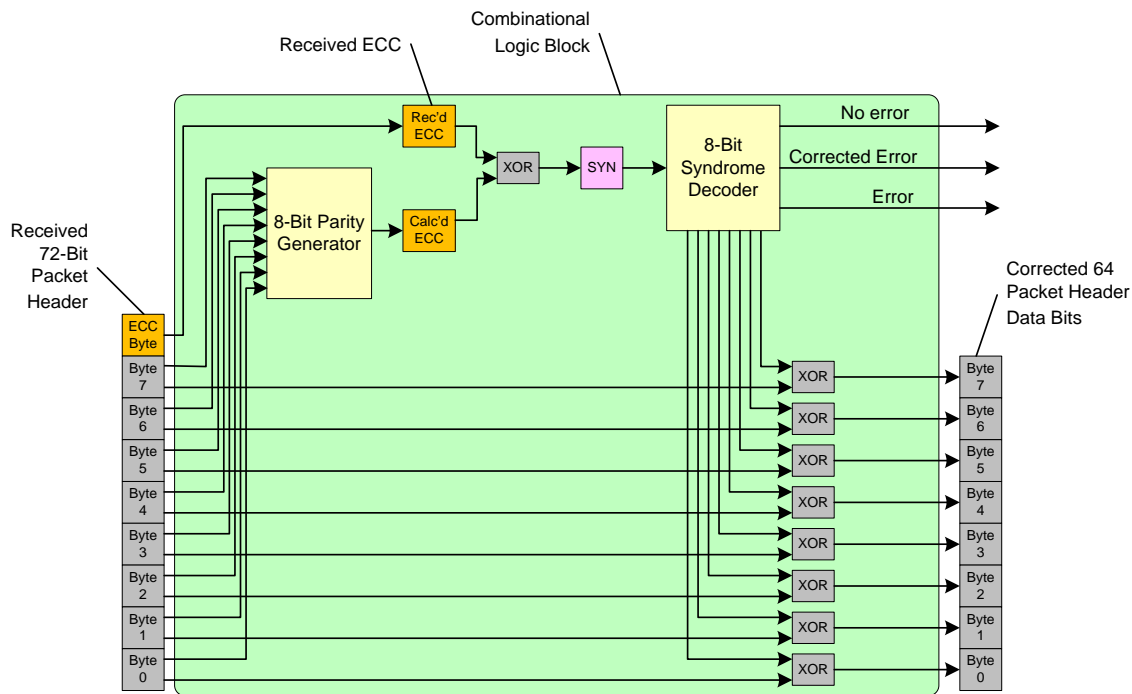 Combinational
Logic Block
Received ECC
Rec'd
ECC
XOR
SYN
8-Bit
Syndrome
Decoder
No error
Corrected Error
Error
8-Bit Parity
Generator
Calc'd
ECC
Received
72-Bit
Packet
Header
Corrected 64
Packet Header
Data Bits
ECC
Byte
Byte
7
XOR
Byte
7
Byte
6
XOR
Byte
6
Byte
5
XOR
Byte
5
Byte
4
XOR
Byte
4
Byte
3
XOR
Byte
3
Byte
2
XOR
Byte
2
Byte
1
XOR
Byte
1
Byte
0
XOR
Byte
0